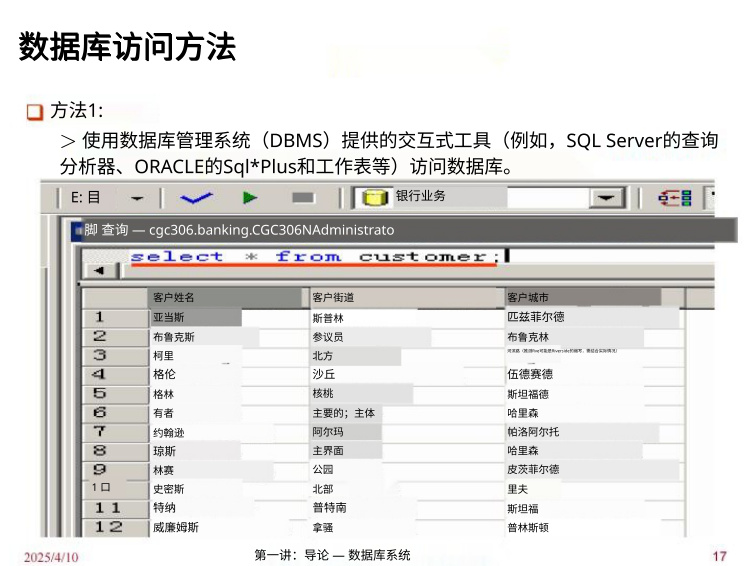 数据库访问方法
方法1:
＞ 使用数据库管理系统（DBMS）提供的交互式工具（例如，SQL Server的查询
分析器、ORACLE的Sql*Plus和工作表等）访问数据库。
E: 目 银行业务
脚 查询 — cgc306.banking.CGC306NAdministrato
select * from customer;
客户姓名 客户街道 客户城市
1 亚当斯 斯普林 匹兹菲尔德
2 布鲁克斯 参议员 布鲁克林
3 柯里 北方
4 格伦 沙丘 伍德赛德
5 格林 核桃 斯坦福德
6 有者 主要的；主体 哈里森
7 约翰逊 阿尔玛 帕洛阿尔托
8 琼斯 主界面 哈里森
9 林赛 公园 皮茨菲尔德
1口 史密斯 北部 里夫
11 特纳 普特南 斯坦福
12 威廉姆斯 拿骚 普林斯顿
2025/4/10 第一讲：导论 — 数据库系统 17